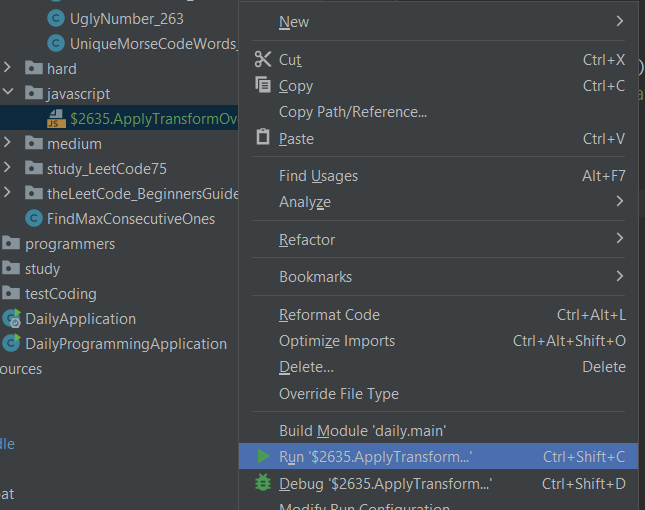 UglyNumber_263
UniqueMorseCodeWords_
hard
javascript
$2635.ApplyTransformOv
medium
study_LeetCode75
theLeetCode_BeginnersGuide
FindMaxConsecutiveOnes
programmers
study
testCoding
DailyApplication
DailyProgrammingApplication
ources
dle
at
New
Cut Ctrl+X
Copy Ctrl+C
Copy Path/Reference...
Paste Ctrl+V
Find Usages Alt+F7
Analyze
Refactor
Bookmarks
Reformat Code Ctrl+Alt+L
Optimize Imports Ctrl+Alt+Shift+O
Delete... Delete
Override File Type
Build Module 'daily.main'
Run '$2635.ApplyTransform...' Ctrl+Shift+C
Debug '$2635.ApplyTransform...' Ctrl+Shift+D
Modify Run Configuration...